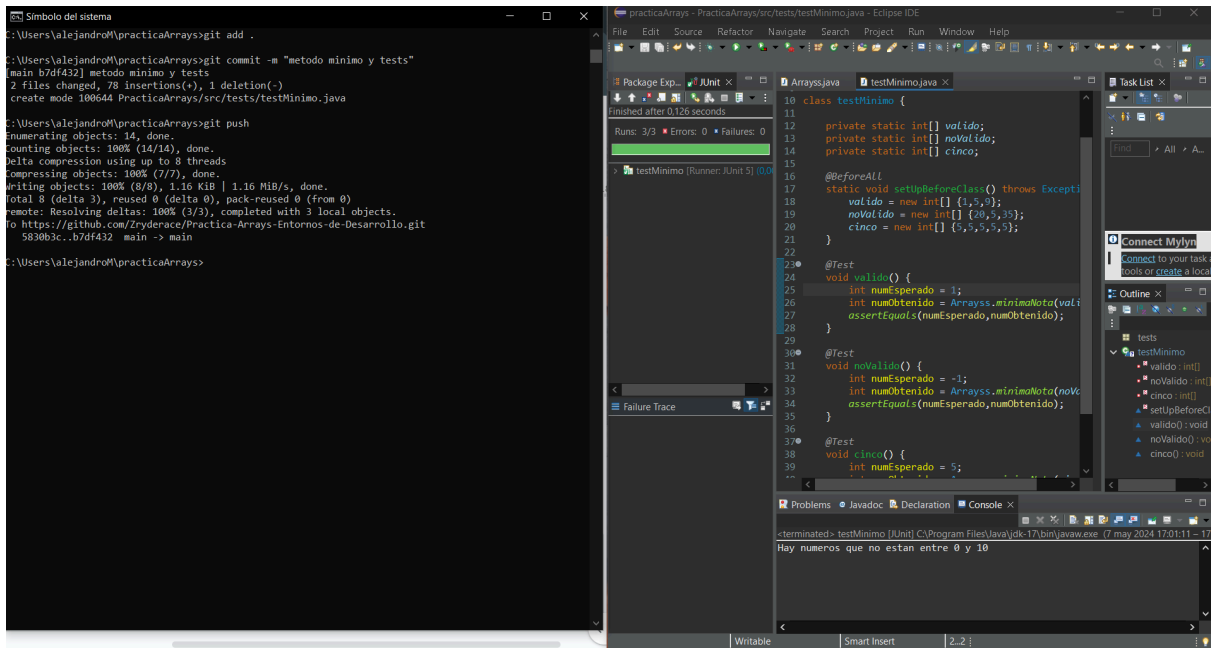 Símbolo del sistema
C:\Users\alejandroM\practicaArrays>git add .
C:\Users\alejandroM\practicaArrays>git commit -m "metodo minimo y tests"
[main b7df432] metodo minimo y tests
2 files changed, 78 insertions(+), 1 deletion(-)
create mode 100644 PracticaArrays/src/tests/testMinimo.java
C:\Users\alejandroM\practicaArrays>git push
Enumerating objects: 14, done.
Counting objects: 100% (14/14), done.
Delta compression using up to 8 threads
Compressing objects: 100% (7/7), done.
Writing objects: 100% (8/8), 1.16 KiB | 1.16 MiB/s, done.
Total 8 (delta 3), reused 0 (delta 0), pack-reused 0 (from 0)
remote: Resolving deltas: 100% (3/3), completed with 3 local objects.
To https://github.com/Zryderace/Practica-Arrays-Entornos-de-Desarrollo.git
5830b3c..b7df432  main -> main
C:\Users\alejandroM\practicaArrays>
practicaArrays - PracticaArrays/src/tests/testMinimo.java - Eclipse IDE
File Edit Source Refactor Navigate Search Project Run Window Help
Package Exp... JUnit
Finished after 0,126 seconds
Runs: 3/3 Errors: 0 Failures: 0
testMinimo [Runner: JUnit 5]
Failure Trace
Arrayss.java testMinimo.java
10 class testMinimo {
11
12 private static int[] valido;
13 private static int[] noValido;
14 private static int[] cinco;
15
16 @BeforeAll
17 static void setUpBeforeClass() throws Excepti
18 valido = new int[] {1,5,9};
19 noValido = new int[] {20,5,35};
20 cinco = new int[] {5,5,5,5,5};
21 }
22
23 @Test
24 void valido() {
25 int numEsperado = 1;
26 int numObtenido = Arrayss.minimaNota(vali
27 assertEquals(numEsperado,numObtenido);
28 }
29
30 @Test
31 void noValido() {
32 int numEsperado = -1;
33 int numObtenido = Arrayss.minimaNota(noVa
34 assertEquals(numEsperado,numObtenido);
35 }
36
37 @Test
38 void cinco() {
39 int numEsperado = 5;
Task List
Find All A...
Connect Mylyn
Connect to your task
tools or create a loca
Outline
tests
testMinimo
valido : int[]
noValido : int[]
cinco : int[]
setUpBeforeCl
valido() : void
noValido() : vo
cinco() : void
Problems Javadoc Declaration Console
<terminated> testMinimo [JUnit] C:\Program Files\Java\jdk-17\bin\javaw.exe (7 may 2024 17:01:11 – 17
Hay numeros que no estan entre 0 y 10
Writable Smart Insert 2...2